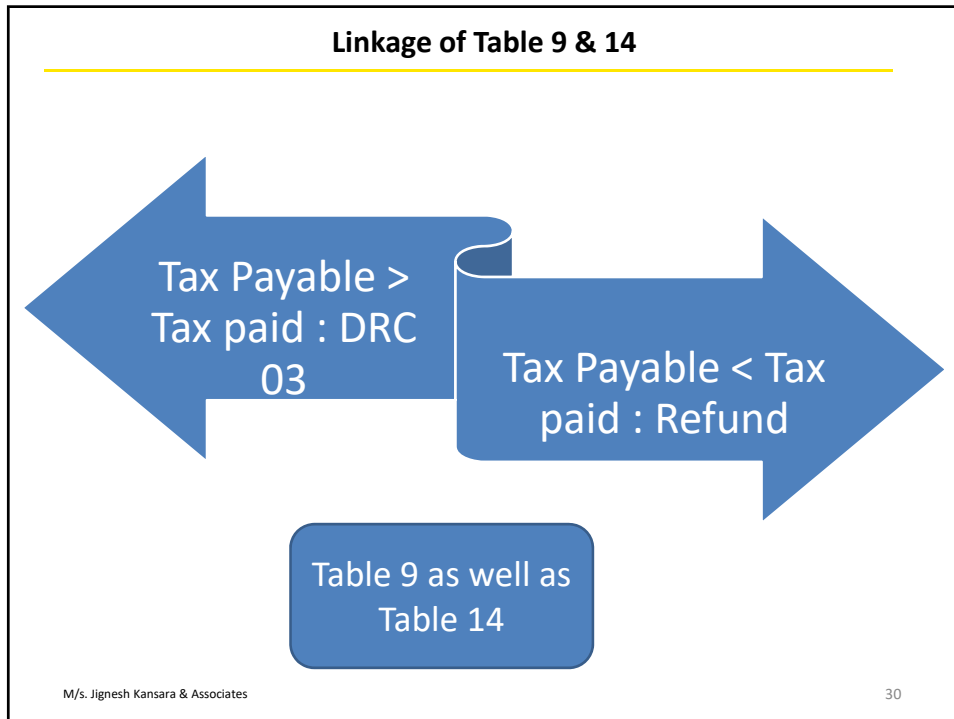 Linkage of Table 9 & 14
Tax Payable >
Tax paid : DRC
03
Tax Payable < Tax
paid : Refund
Table 9 as well as
Table 14
M/s. Jignesh Kansara & Associates
30